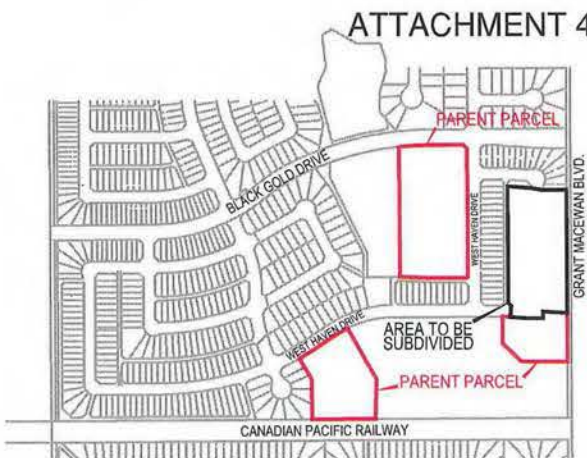 ATTACHMENT 4
PARENT PARCEL
BLACK GOLD DRIVE
WEST HAVEN DRIVE
GRANT MACEWAN BLVD.
AREA TO BE
SUBDIVIDED
WEST HAVEN DRIVE
PARENT PARCEL
CANADIAN PACIFIC RAILWAY